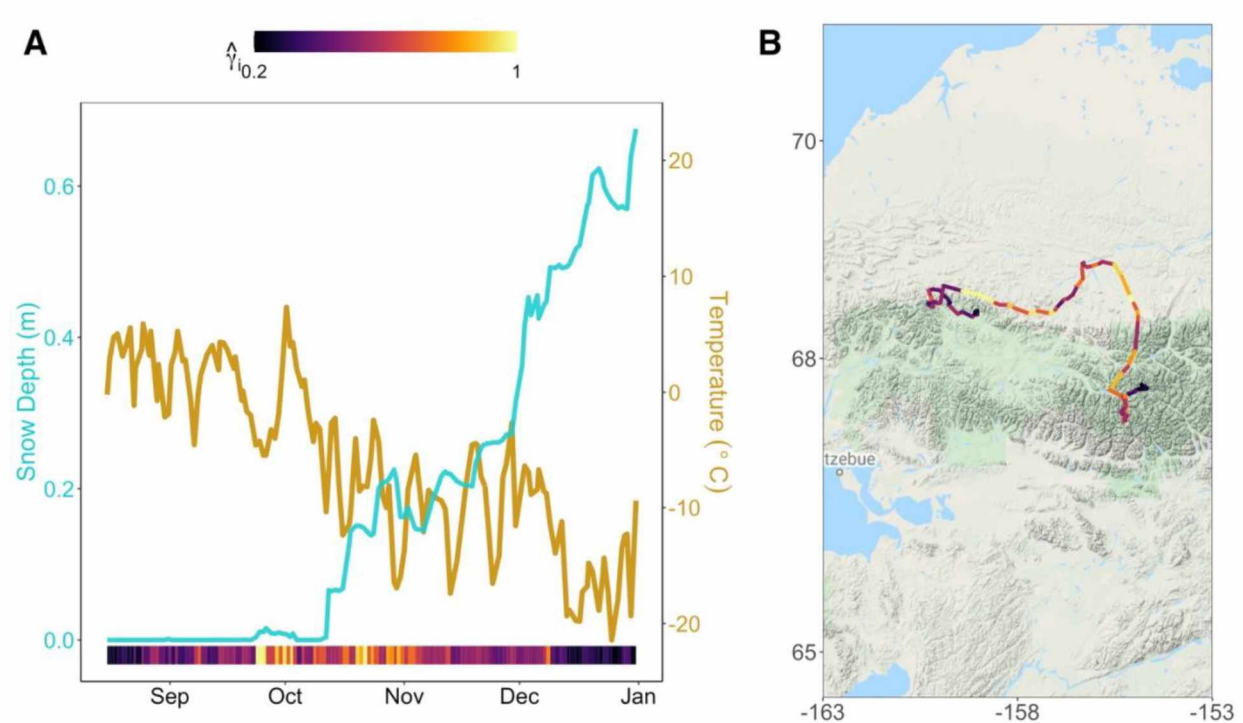 A
B
γ̂i
0.2
1
Snow Depth (m)
0.6
0.4
0.2
0.0
20
10
0
-10
-20
Temperature (°C)
Sep Oct Nov Dec Jan
70
68
65
tzebue
-163 -158 -153